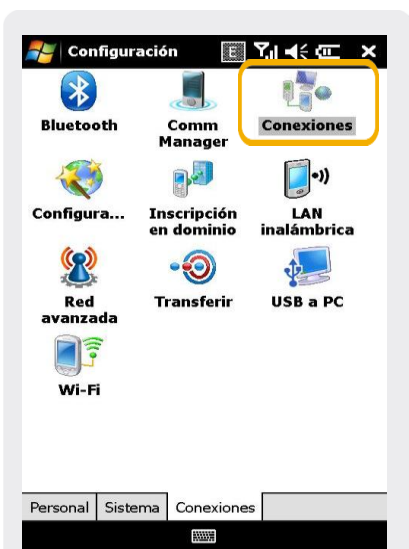 Configuración
E
Bluetooth
Comm
Manager
Conexiones
Configura...
Inscripción
en dominio
LAN
inalámbrica
Red
avanzada
Transferir
USB a PC
Wi-Fi
Personal Sistema Conexiones